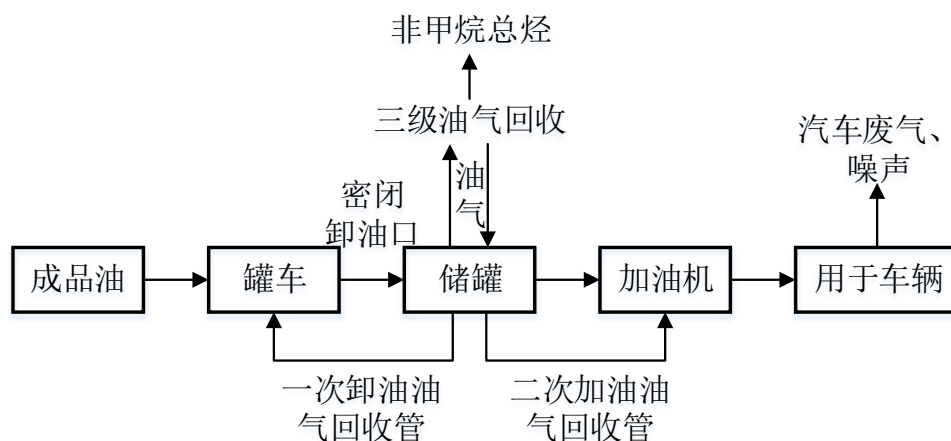 非甲烷总烃
三级油气回收
油
气
汽车废气、
噪声
密闭
卸油口
成品油
罐车
储罐
加油机
用于车辆
一次卸油油
气回收管
二次加油油
气回收管